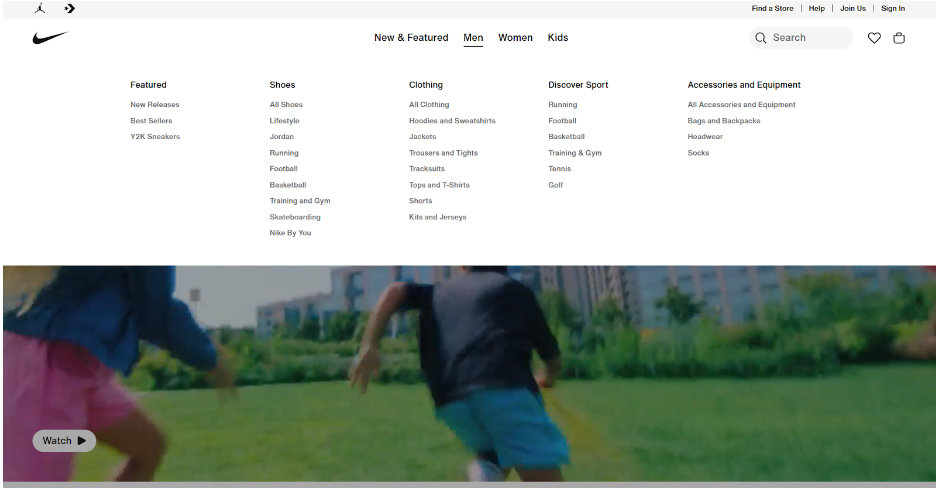 Find a Store | Help | Join Us | Sign In
New & Featured Men Women Kids
Search
Featured
New Releases
Best Sellers
Y2K Sneakers
Shoes
All Shoes
Lifestyle
Jordan
Running
Football
Basketball
Training and Gym
Skateboarding
Nike By You
Clothing
All Clothing
Hoodies and Sweatshirts
Jackets
Trousers and Tights
Tracksuits
Tops and T-Shirts
Shorts
Kits and Jerseys
Discover Sport
Running
Football
Basketball
Training & Gym
Tennis
Golf
Accessories and Equipment
All Accessories and Equipment
Bags and Backpacks
Headwear
Socks
Watch